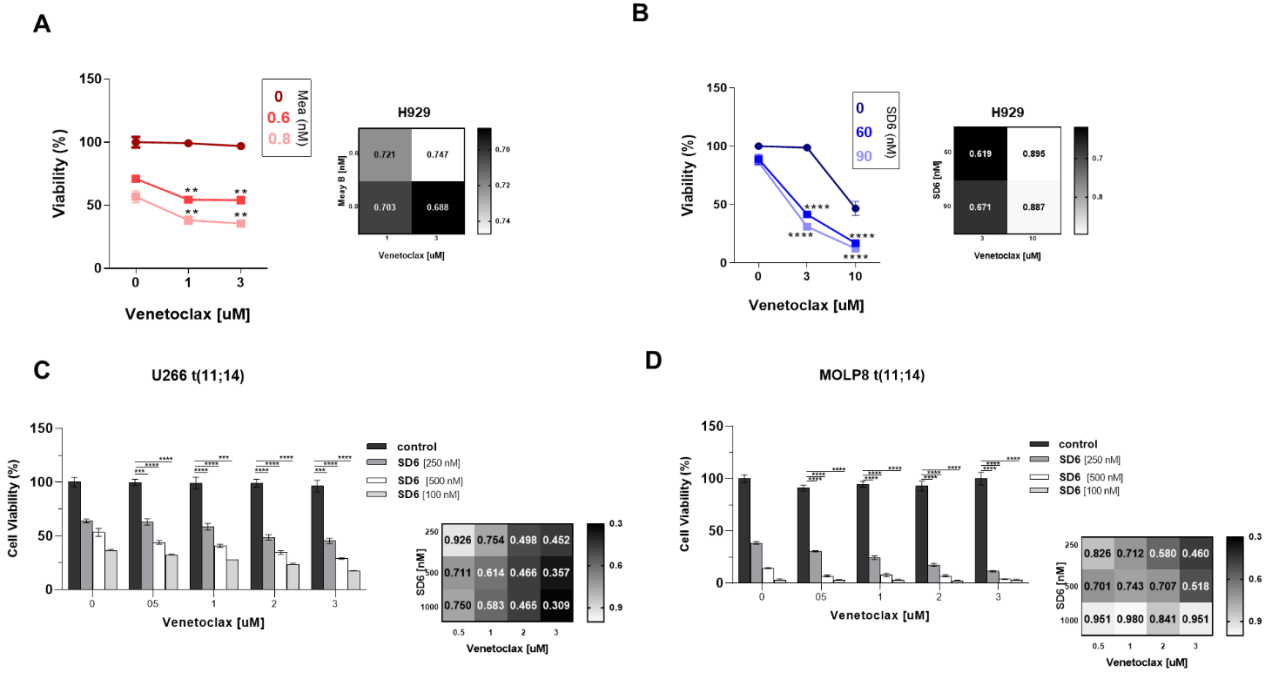 A
150
100
50
0
Viability (%)
0
1
3
Venetoclax [uM]
0
0.6
0.8
Mea (nM)
**
**
**
**
H929
0.721
0.747
0.703
0.688
0.6
0.8
Meay B [nM]
1
3
Venetoclax [uM]
0.70
0.72
0.74
B
150
100
50
0
Viability (%)
0
3
10
Venetoclax [uM]
0
60
90
SD6 (nM)
****
****
****
****
H929
0.619
0.895
0.671
0.887
60
90
SD6 [nM]
3
10
Venetoclax [uM]
0.7
0.8
C
U266 t(11;14)
150
100
50
0
Cell Viability (%)
0
05
1
2
3
Venetoclax [uM]
****
****
***
***
****
****
****
****
****
****
****
***
control
SD6 [250 nM]
SD6 [500 nM]
SD6 [100 nM]
0.926 0.754 0.498 0.452
0.711 0.614 0.466 0.357
0.750 0.583 0.465 0.309
250
500
1000
SD6 [nM]
0.5 1 2 3
Venetoclax [uM]
0.3
0.6
0.9
D
MOLP8 t(11;14)
150
100
50
0
Cell Viability (%)
0
05
1
2
3
Venetoclax [uM]
****
****
****
****
****
****
****
****
****
****
****
****
control
SD6 [250 nM]
SD6 [500 nM]
SD6 [100 nM]
0.826 0.712 0.580 0.460
0.701 0.743 0.707 0.518
0.951 0.980 0.841 0.951
250
500
1000
SD6 [nM]
0.5 1 2 3
Venetoclax [uM]
0.3
0.6
0.9